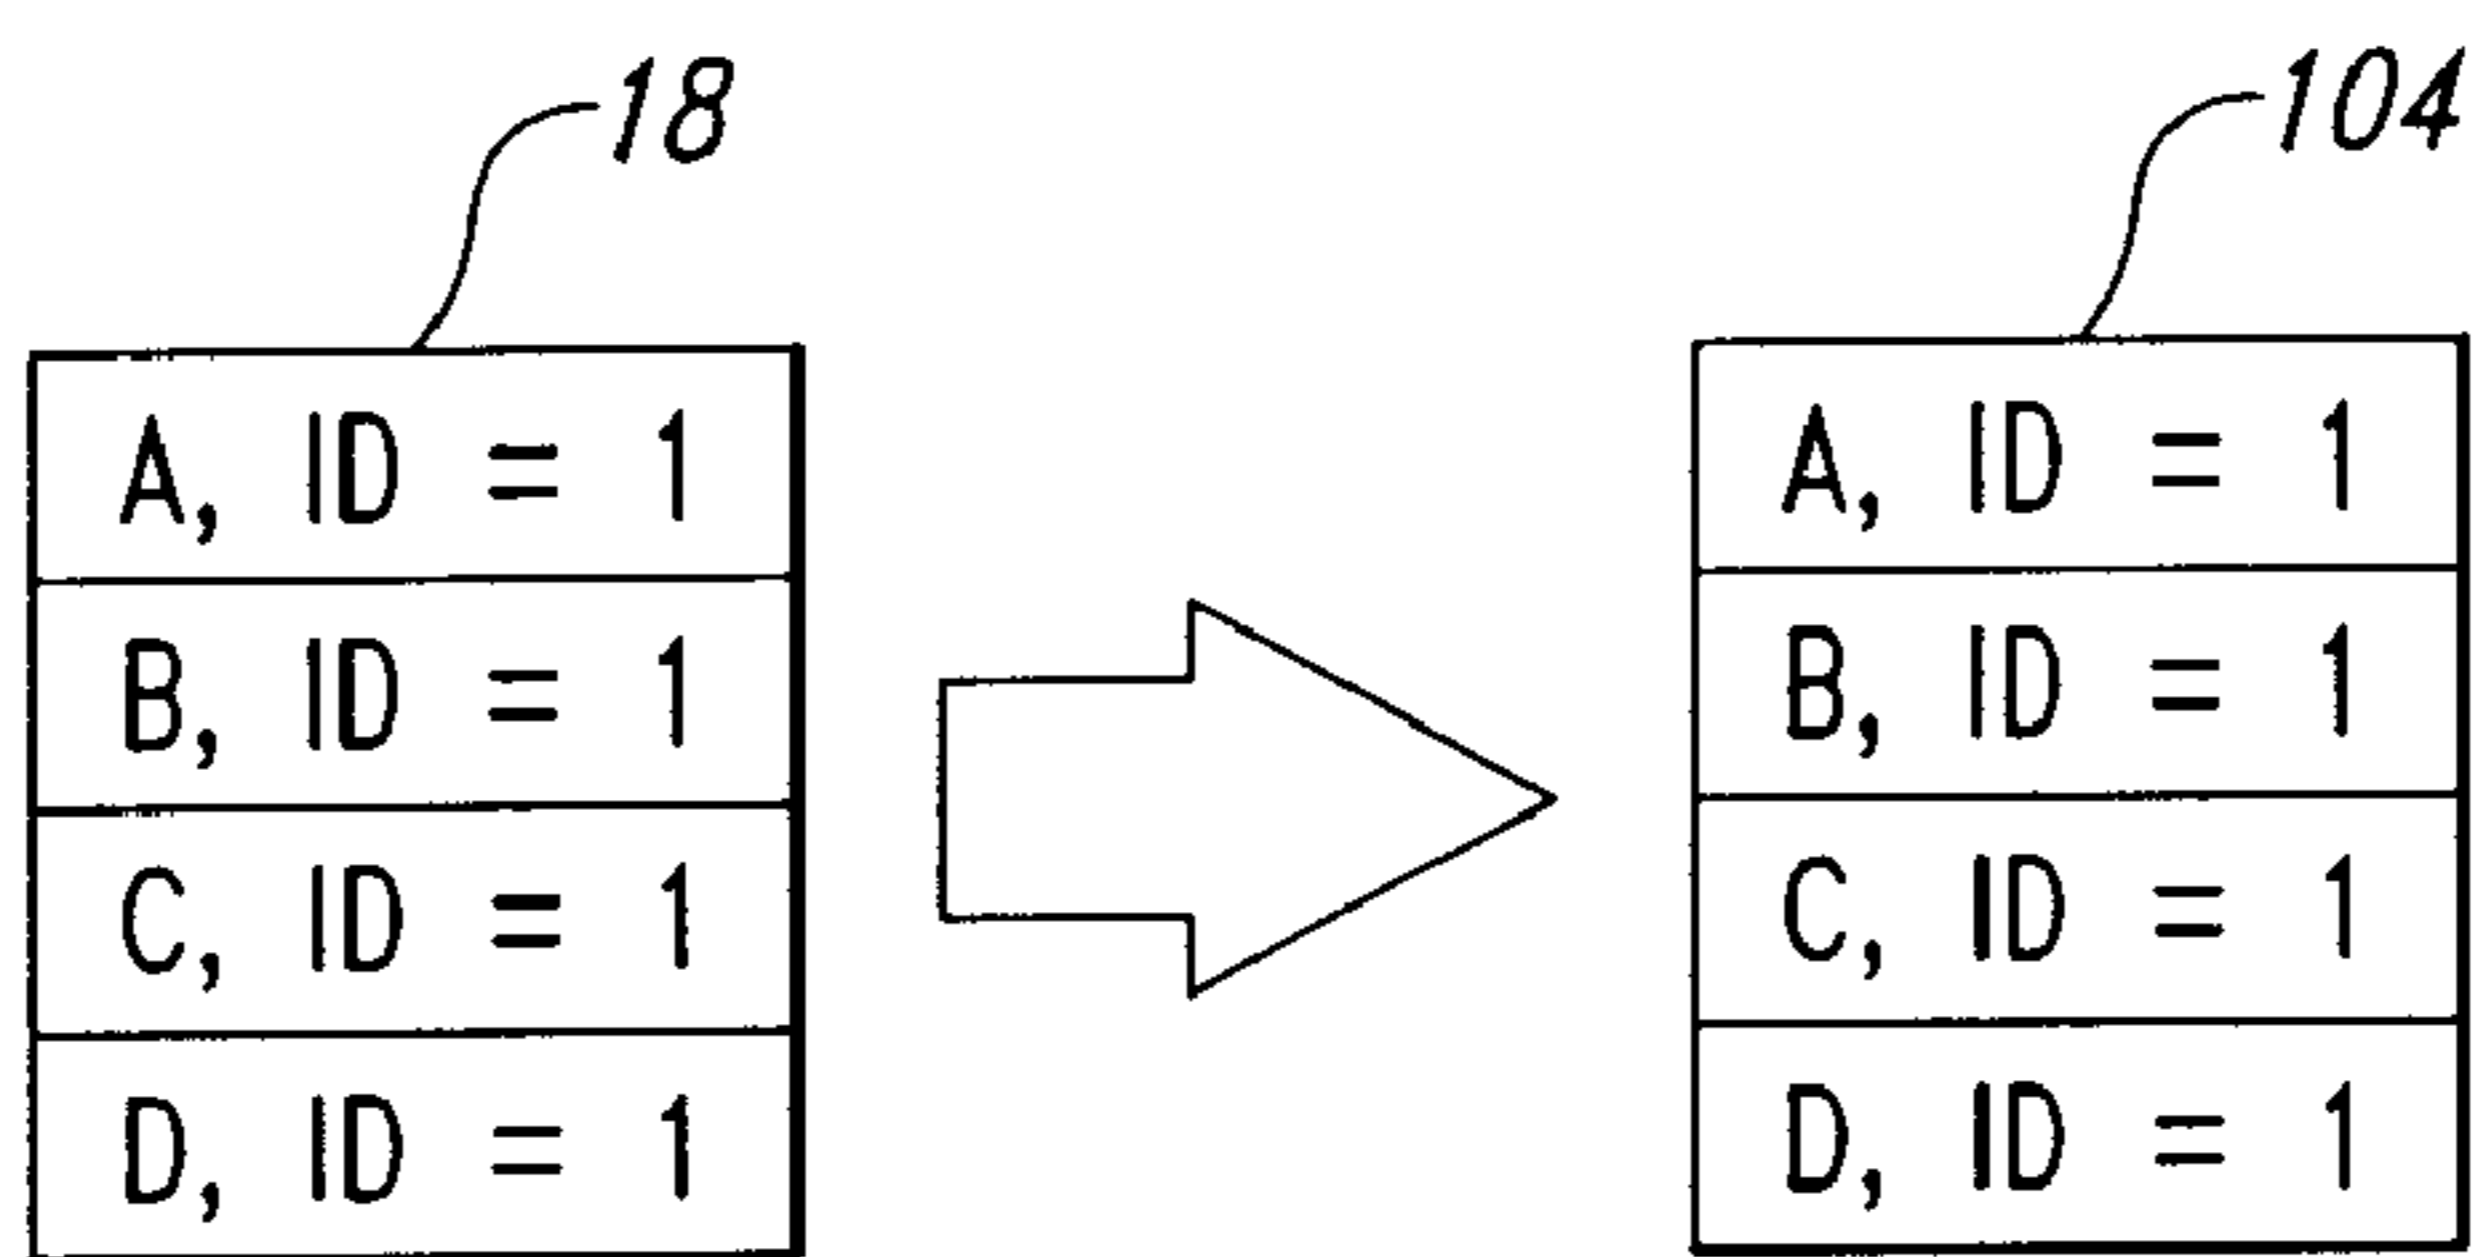 18
104
A, ID = 1
B, ID = 1
C, ID = 1
D, ID = 1
A, ID = 1
B, ID = 1
C, ID = 1
D, ID = 1